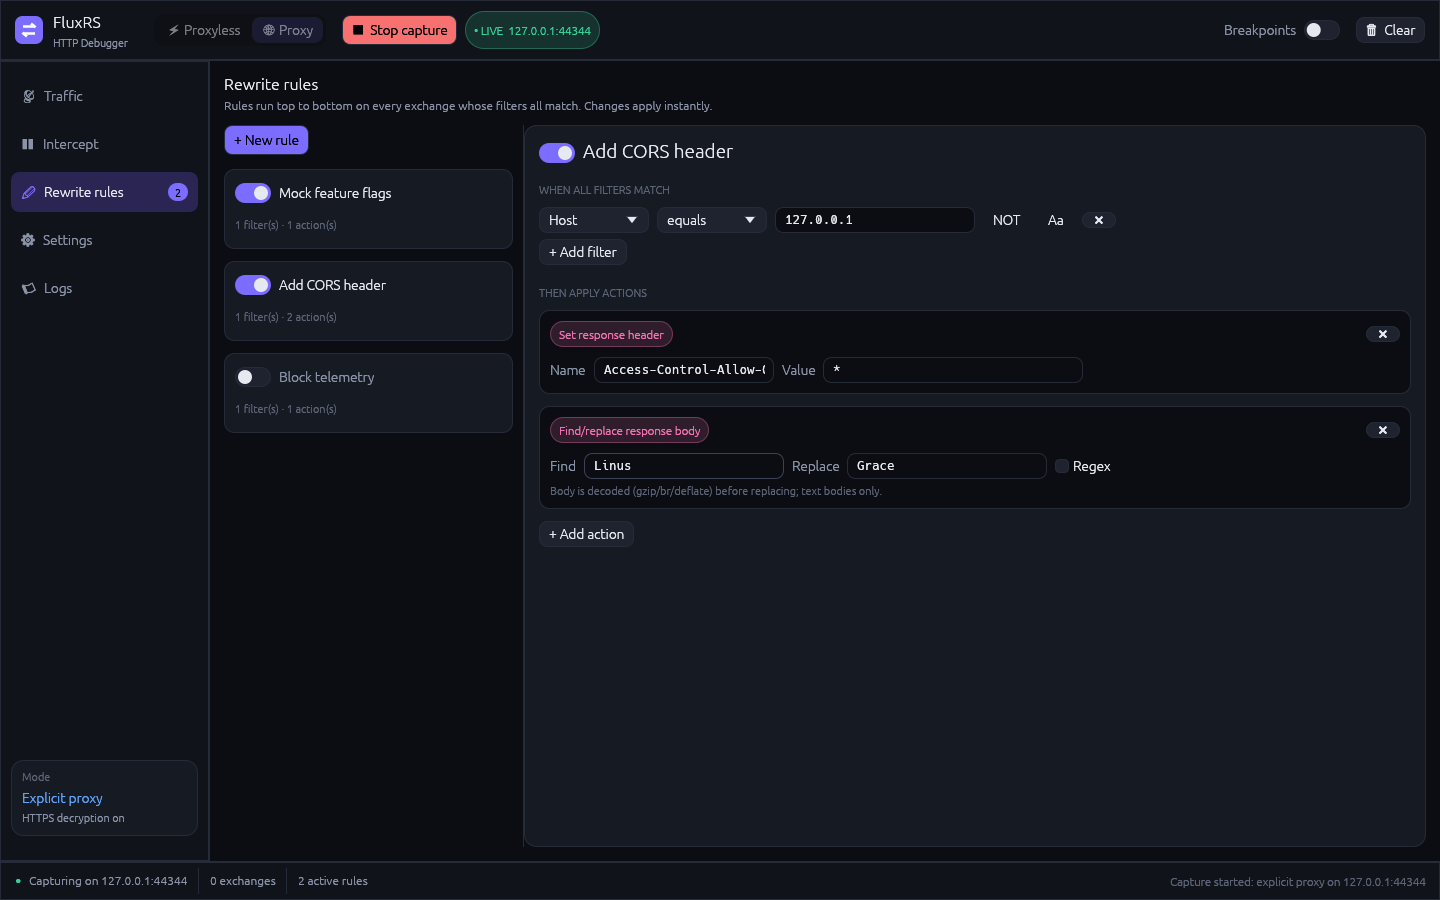 FluxRS
HTTP Debugger
Proxyless
Proxy
Stop capture
• LIVE 127.0.0.1:44344
Breakpoints
Clear
Traffic
Intercept
Rewrite rules
2
Settings
Logs
Mode
Explicit proxy
HTTPS decryption on
Rewrite rules
Rules run top to bottom on every exchange whose filters all match. Changes apply instantly.
+ New rule
Mock feature flags
1 filter(s) · 1 action(s)
Add CORS header
1 filter(s) · 2 action(s)
Block telemetry
1 filter(s) · 1 action(s)
Add CORS header
WHEN ALL FILTERS MATCH
Host equals 127.0.0.1 NOT Aa
+ Add filter
THEN APPLY ACTIONS
Set response header
Name Access-Control-Allow- Value *
Find/replace response body
Find Linus Replace Grace Regex
Body is decoded (gzip/br/deflate) before replacing; text bodies only.
+ Add action
• Capturing on 127.0.0.1:44344
0 exchanges
2 active rules
Capture started: explicit proxy on 127.0.0.1:44344